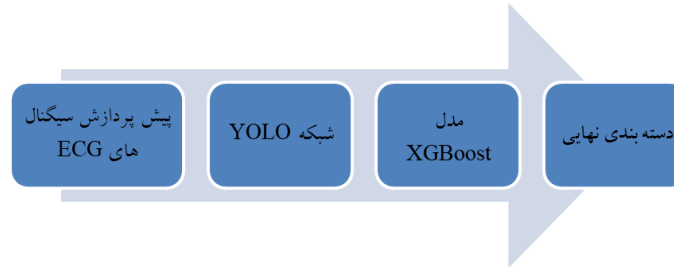 پیش پردازش سیگنال
های ECG
شبکه YOLO
مدل
XGBoost
دسته بندی نهایی